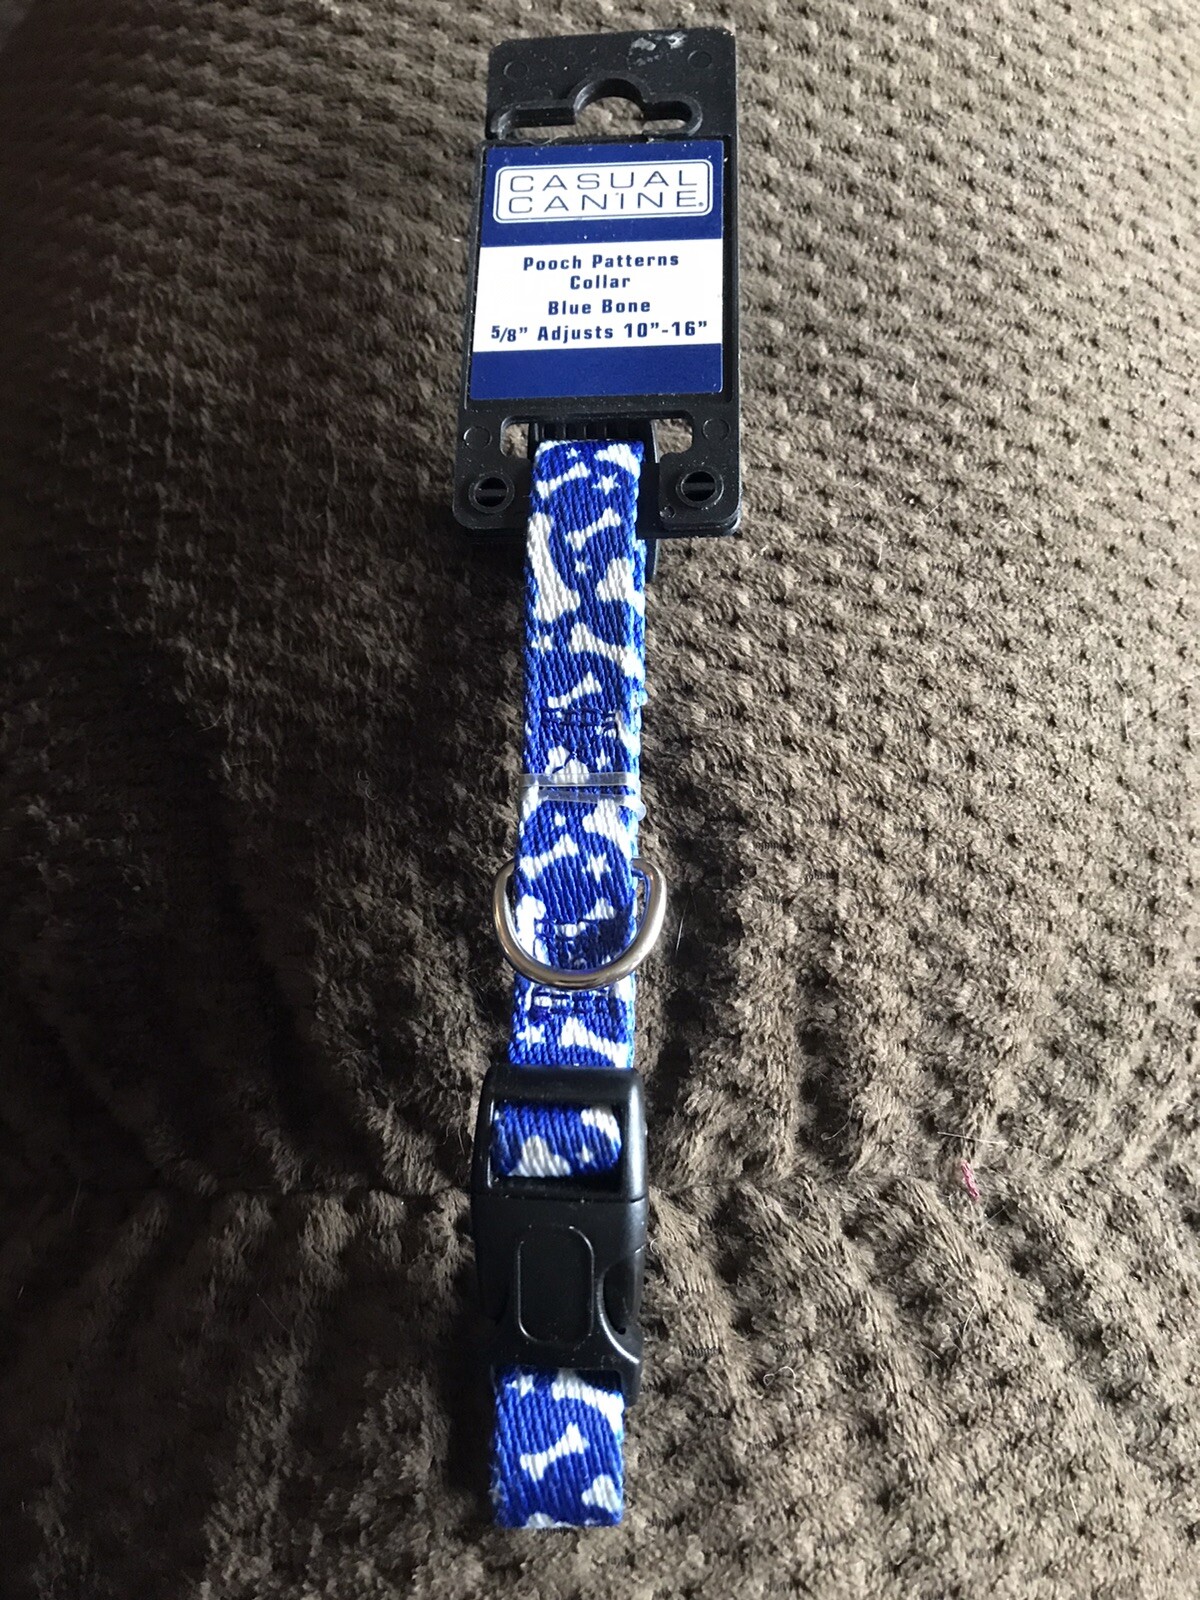 CASUAL
CANINE®
Pooch Patterns
Collar
Blue Bone
5/8” Adjusts 10”-16”